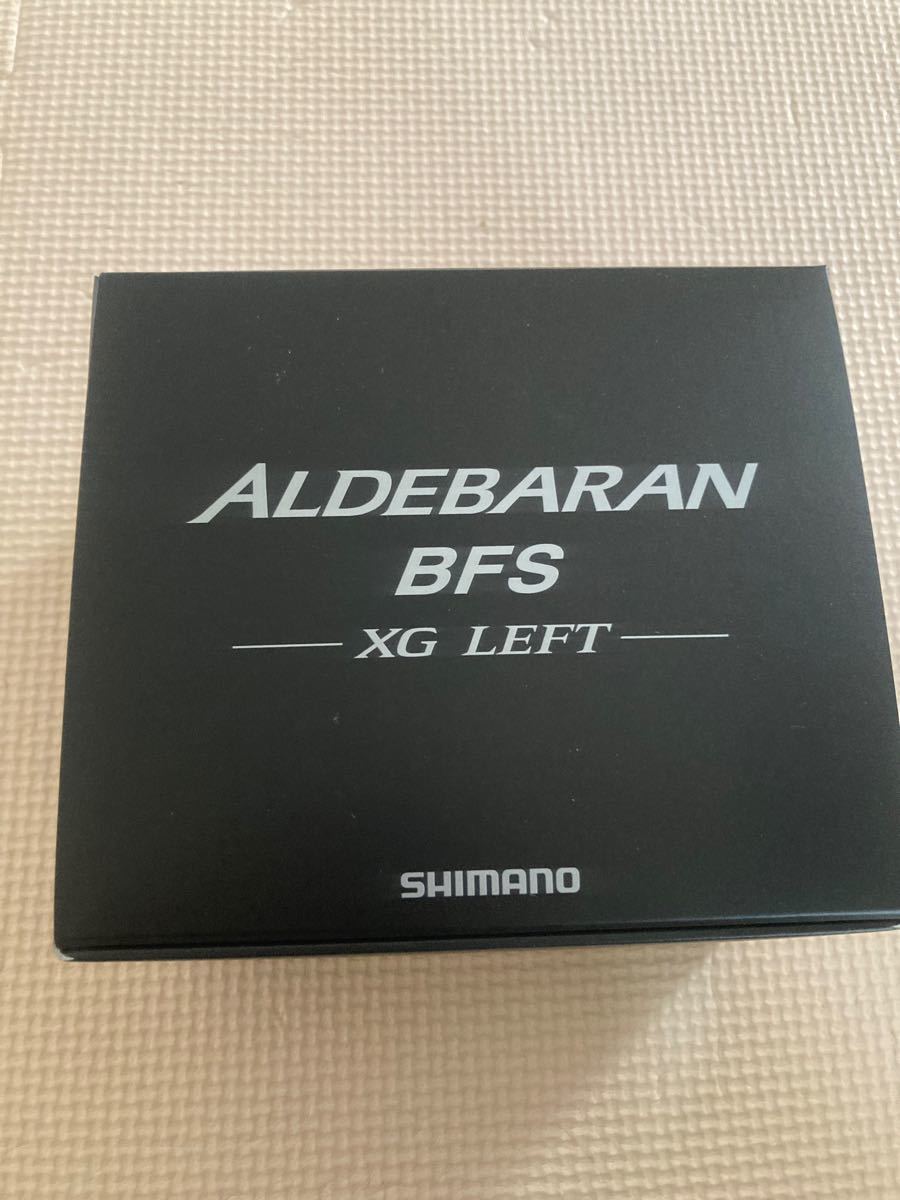 ALDEBARAN
BFS
XG LEFT
SHIMANO